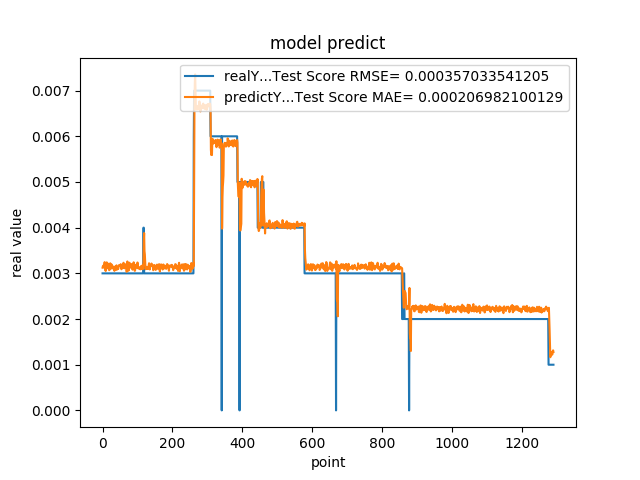 model predict
realY...Test Score RMSE= 0.000357033541205
predictY...Test Score MAE= 0.000206982100129
real value
0.007
0.006
0.005
0.004
0.003
0.002
0.001
0.000
0 200 400 600 800 1000 1200
point